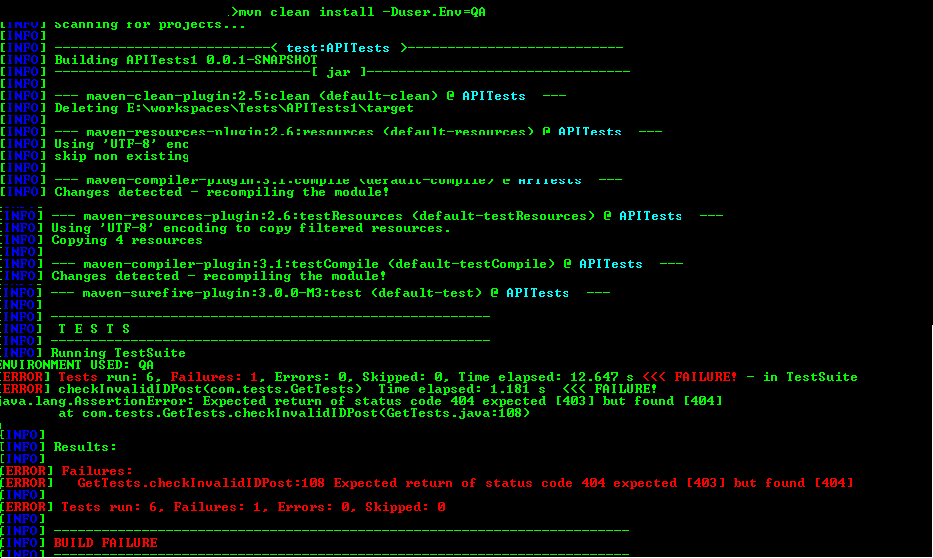 >mvn clean install -Duser.Env=QA
[INFO] Scanning for projects...
[INFO]
[INFO] ---------------------------< test:APITests >---------------------------
[INFO] Building APITests1 0.0.1-SNAPSHOT
[INFO] --------------------------------[ jar ]---------------------------------
[INFO]
[INFO] --- maven-clean-plugin:2.5:clean (default-clean) @ APITests ---
[INFO] Deleting E:\workspaces\Tests\APITests1\target
[INFO]
[INFO] --- maven-resources-plugin:2.6:resources (default-resources) @ APITests ---
[INFO] Using 'UTF-8' enc
[INFO] skip non existing
[INFO]
[INFO] --- maven-compiler-plugin:3.1:compile (default-compile) @ APITests ---
[INFO] Changes detected - recompiling the module!
[INFO] --- maven-resources-plugin:2.6:testResources (default-testResources) @ APITests ---
[INFO] Using 'UTF-8' encoding to copy filtered resources.
[INFO] Copying 4 resources
[INFO]
[INFO] --- maven-compiler-plugin:3.1:testCompile (default-testCompile) @ APITests ---
[INFO] Changes detected - recompiling the module!
[INFO] --- maven-surefire-plugin:3.0.0-M3:test (default-test) @ APITests ---
[INFO]
[INFO] -------------------------------------------------------
[INFO]  T E S T S
[INFO] -------------------------------------------------------
[INFO] Running TestSuite
ENVIRONMENT USED: QA
[ERROR] Tests run: 6, Failures: 1, Errors: 0, Skipped: 0, Time elapsed: 12.647 s <<< FAILURE! - in TestSuite
[ERROR] checkInvalidIDPost(com.tests.GetTests)  Time elapsed: 1.181 s  <<< FAILURE!
java.lang.AssertionError: Expected return of status code 404 expected [403] but found [404]
at com.tests.GetTests.checkInvalidIDPost(GetTests.java:108)
[INFO]
[INFO] Results:
[INFO]
[ERROR] Failures:
[ERROR]   GetTests.checkInvalidIDPost:108 Expected return of status code 404 expected [403] but found [404]
[INFO]
[ERROR] Tests run: 6, Failures: 1, Errors: 0, Skipped: 0
[INFO]
[INFO] ------------------------------------------------------------------------
[INFO] BUILD FAILURE
[INFO] ------------------------------------------------------------------------